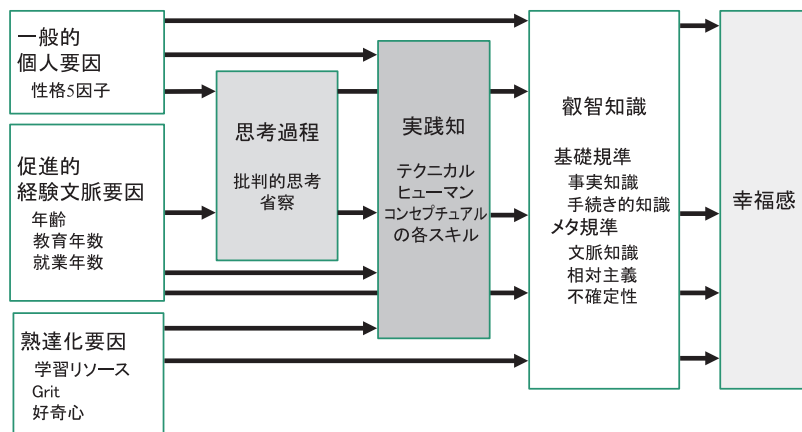 一般的
個人要因
性格5因子
促進的
経験文脈要因
年齢
教育年数
就業年数
熟達化要因
学習リソース
Grit
好奇心
思考過程
批判的思考
省察
実践知
テクニカル
ヒューマン
コンセプチュアル
の各スキル
叡智知識
基礎規準
事実知識
手続き的知識
メタ規準
文脈知識
相対主義
不確定性
幸福感